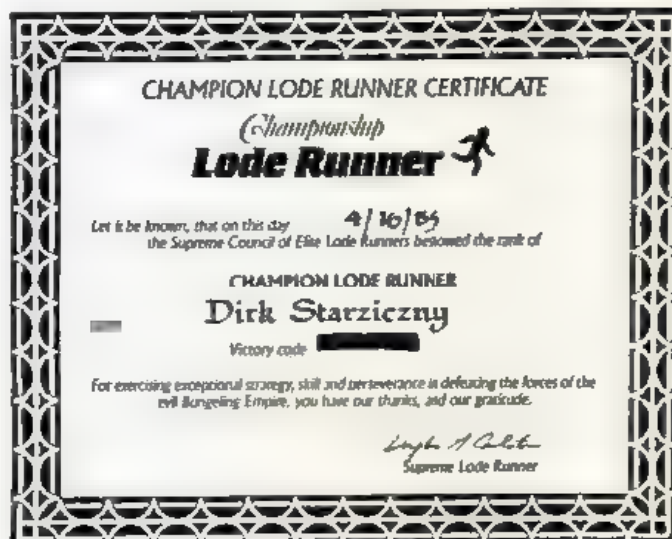 CHAMPION LODE RUNNER CERTIFICATE
Championship
Lode Runner
Let it be known, that on this day 4/16/85
the Supreme Council of Elite Lode Runners bestowed the rank of
CHAMPION LODE RUNNER
Dirk Starziczny
Victory code
For exercising exceptional strategy, skill and perseverance in defeating the forces of the
evil Bungeling Empire, you have our thanks, and our gratitude.
Supreme Lode Runner